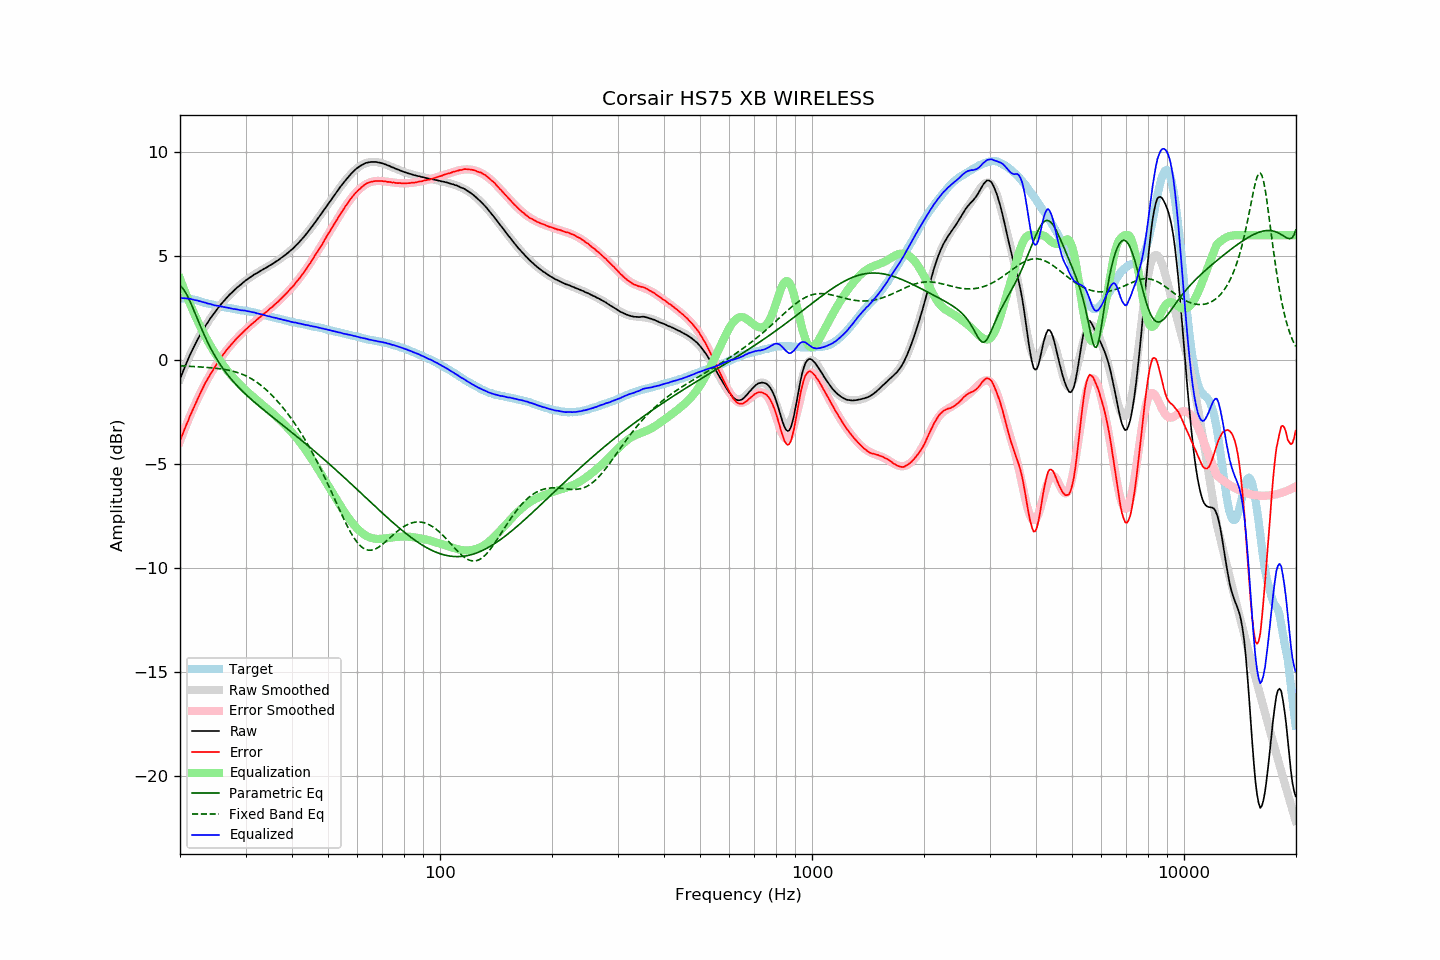 Corsair HS75 XB WIRELESS
10
5
0
−5
−10
−15
−20
Amplitude (dBr)
Target
Raw Smoothed
Error Smoothed
Raw
Error
Equalization
Parametric Eq
Fixed Band Eq
Equalized
100 1000 10000
Frequency (Hz)